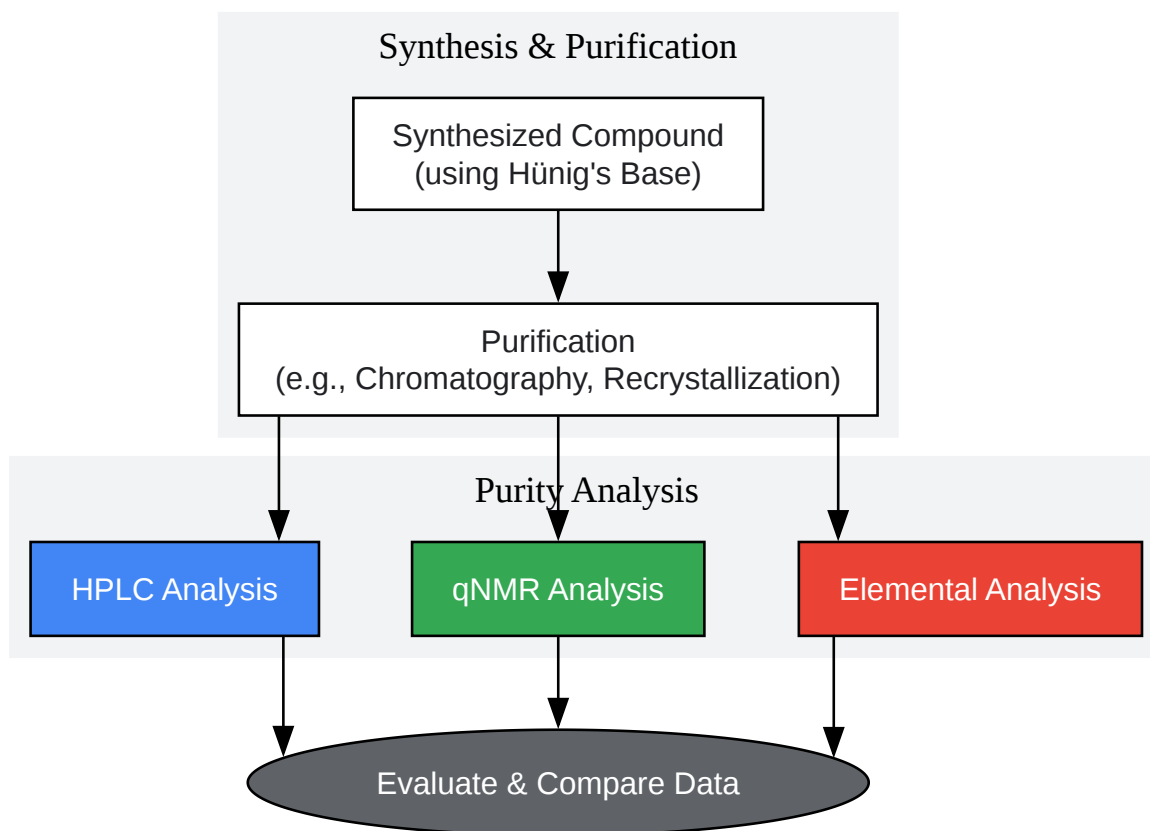 Synthesis & Purification
Synthesized Compound
(using Hünig's Base)
Purification
(e.g., Chromatography, Recrystallization)
Purity Analysis
HPLC Analysis
qNMR Analysis
Elemental Analysis
Evaluate & Compare Data